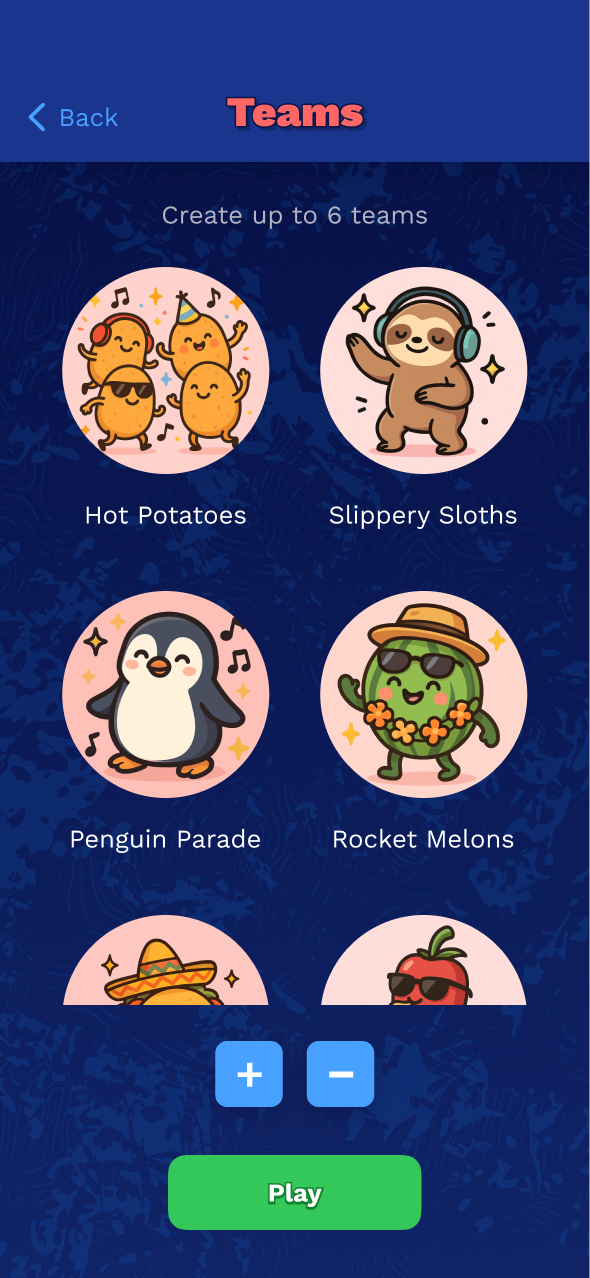 Back
Teams
Create up to 6 teams
Hot Potatoes
Slippery Sloths
Penguin Parade
Rocket Melons
+
−
Play